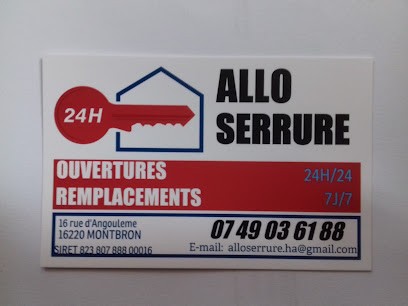 24H
ALLO
SERRURE
OUVERTURES
REMPLACEMENTS
24H/24
7J/7
16 rue d'Angouleme
16220 MONTBRON
SIRET 823 807 888 00016
07 49 03 61 88
E-mail: alloserrure.ha@gmail.com